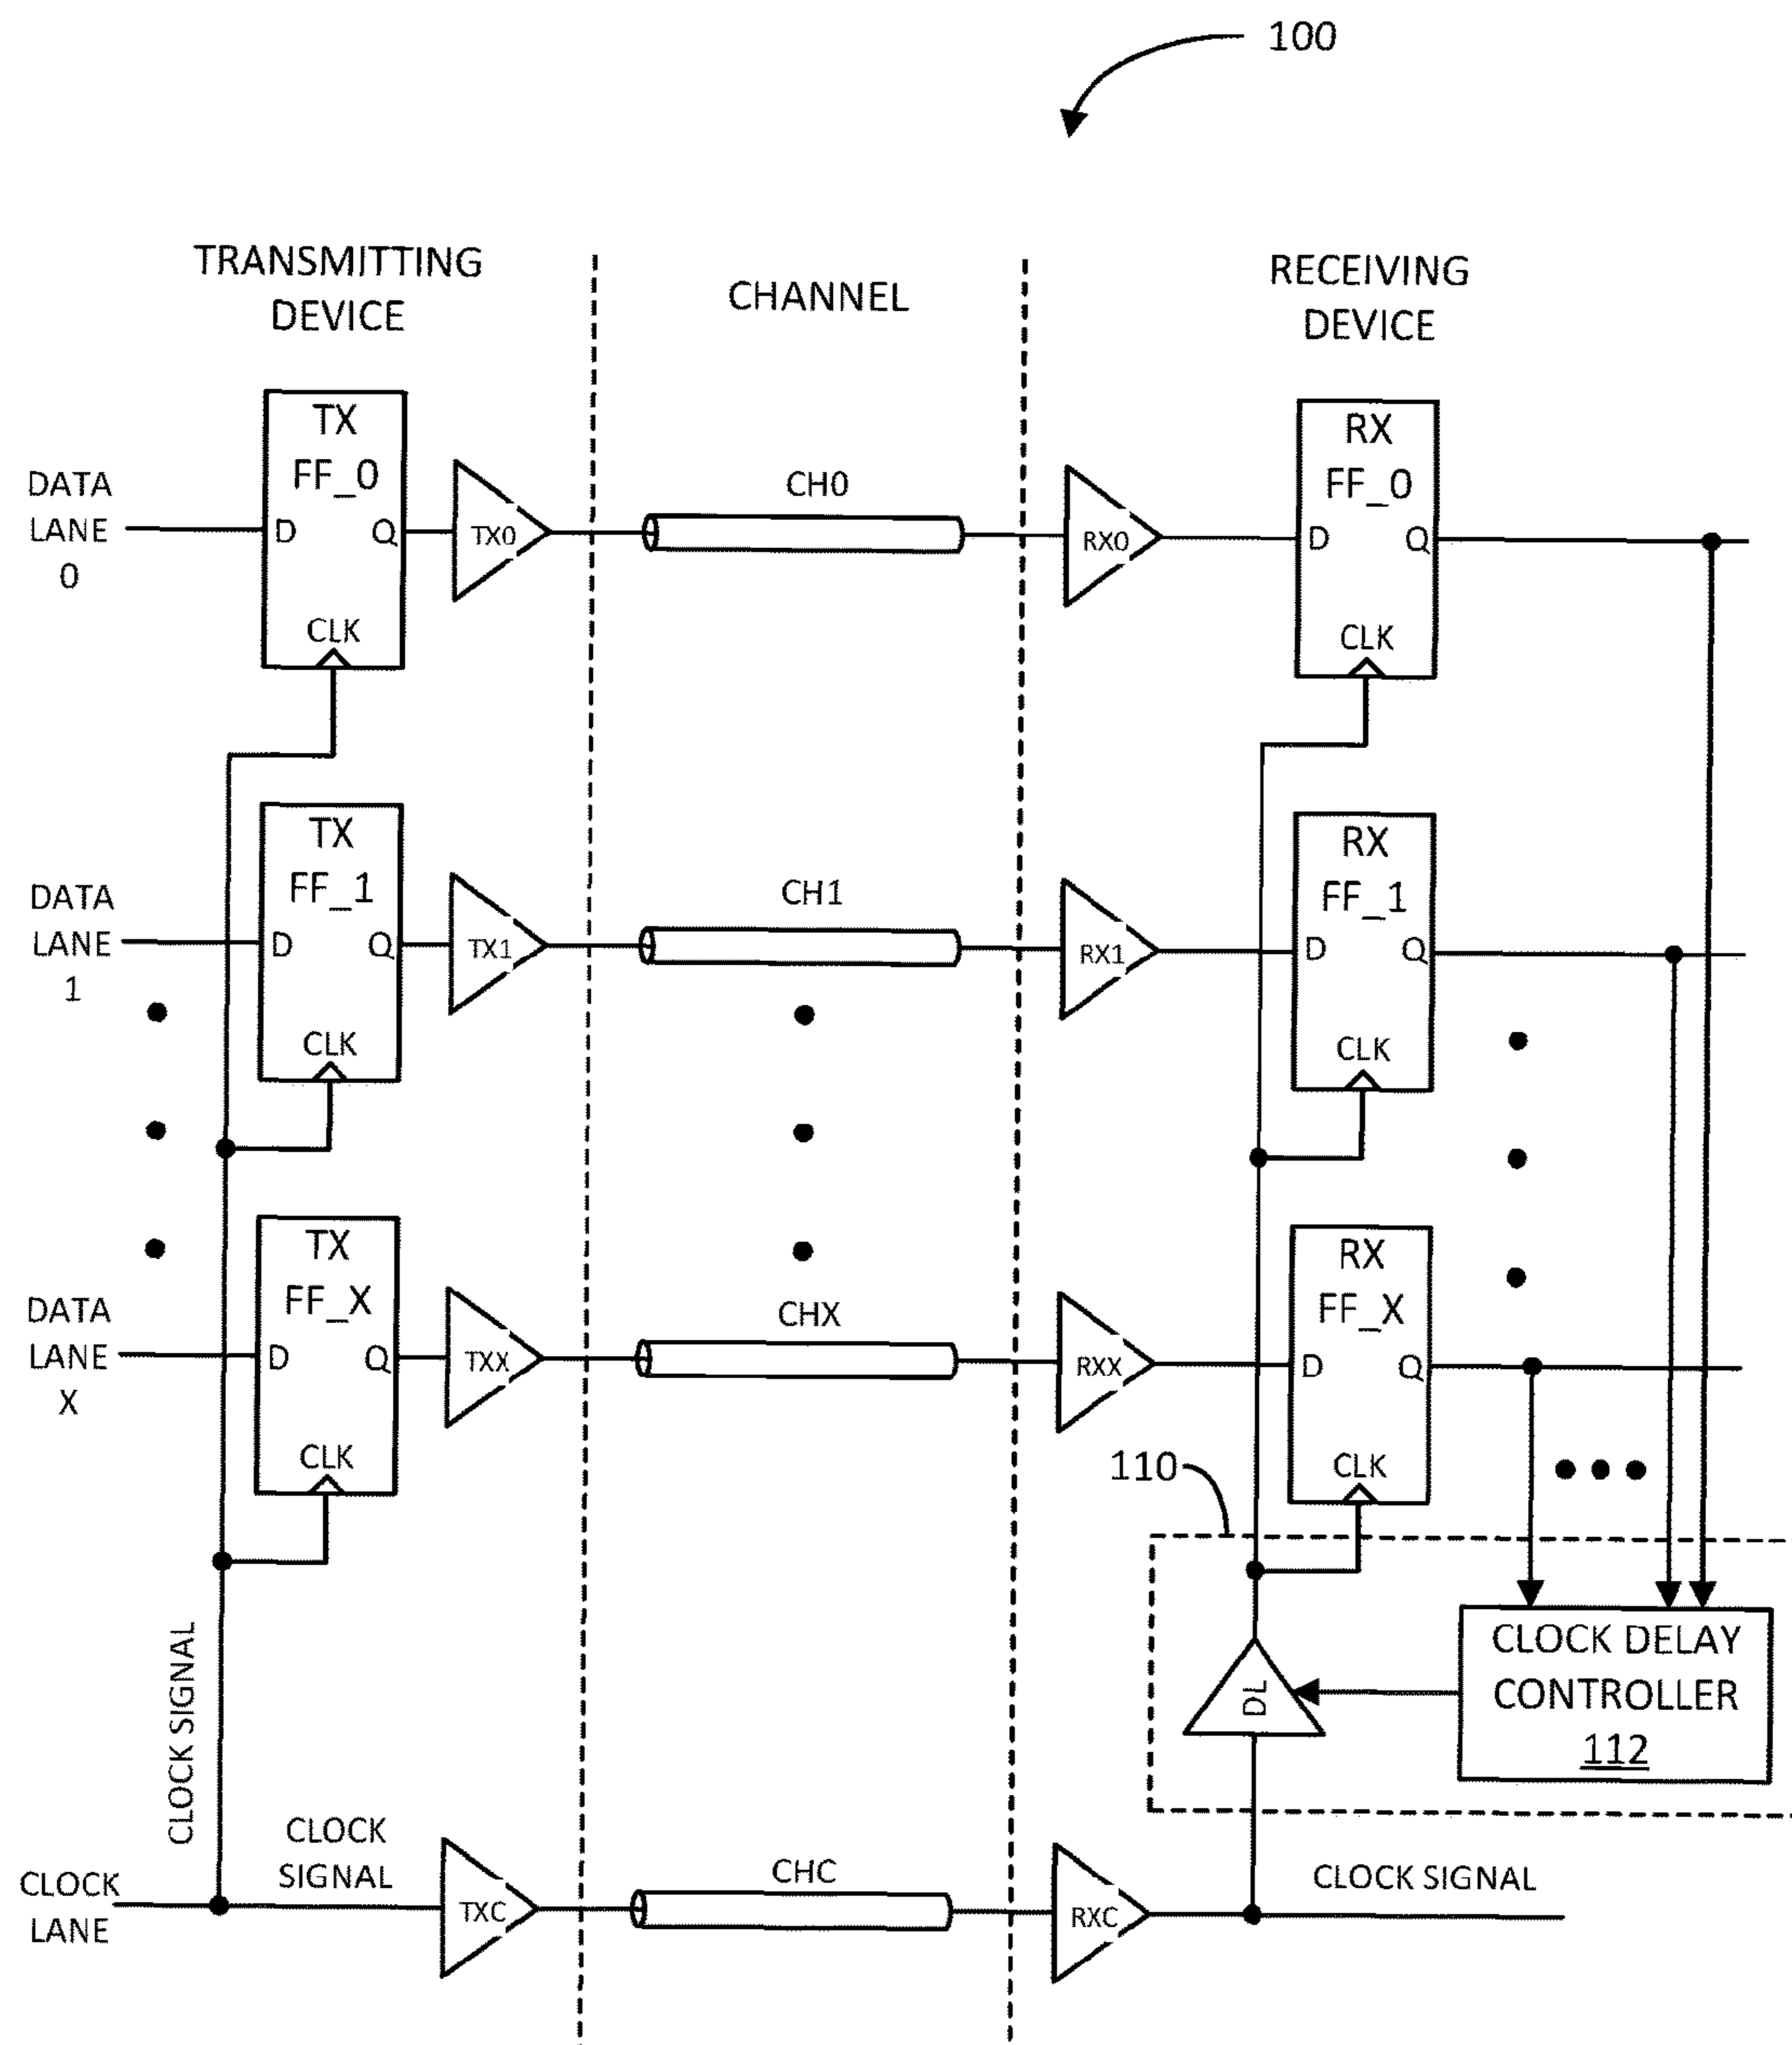 100
TRANSMITTING
DEVICE
CHANNEL
RECEIVING
DEVICE
TX
FF_0
D
Q
CLK
DATA
LANE
0
TX0
CH0
RX0
RX
FF_0
D
Q
CLK
TX
FF_1
D
Q
CLK
DATA
LANE
1
TX1
CH1
RX1
RX
FF_1
D
Q
CLK
TX
FF_X
D
Q
CLK
DATA
LANE
X
TXX
CHX
RXX
RX
FF_X
D
Q
CLK
110
CLOCK DELAY
CONTROLLER
112
DL
CLOCK SIGNAL
CLOCK
SIGNAL
CLOCK
LANE
TXC
CHC
RXC
CLOCK SIGNAL